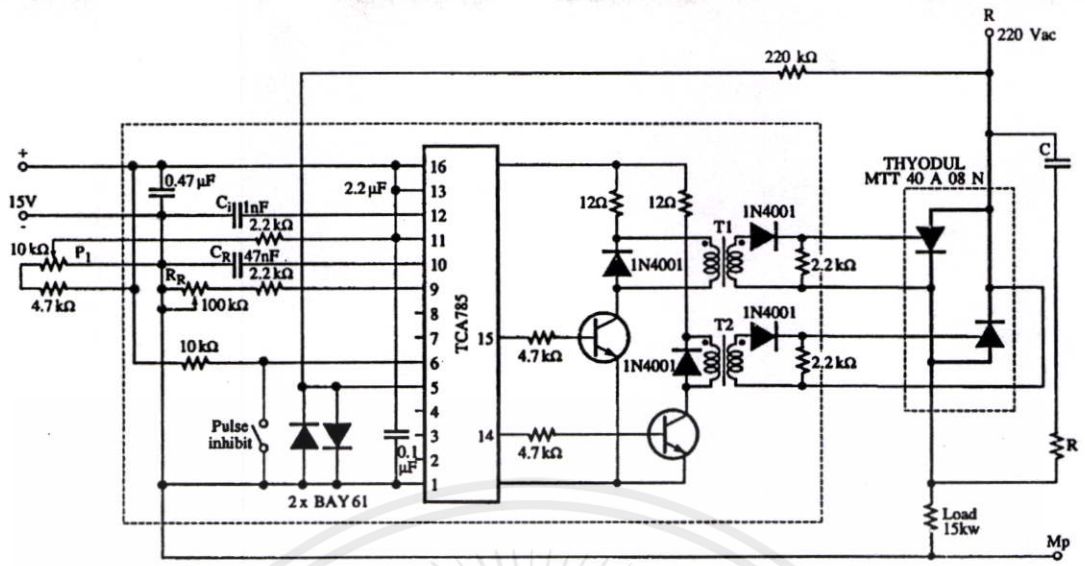 R
220 Vac
220 kΩ
C
THYODUL
MTT 40 A 08 N
+
15V
-
0.47 µF
2.2 µF
Ci 1nF
2.2 kΩ
10 kΩ P1
CR 47nF
2.2 kΩ
RR
100 kΩ
4.7 kΩ
10 kΩ
Pulse
inhibit
2 x BAY 61
0.1
µF
16
13
12
11
10
9
8
7
6
5
4
3
2
1
TCA785
15
14
4.7 kΩ
4.7 kΩ
12Ω
12Ω
1N4001
1N4001
T1
1N4001
2.2 kΩ
T2
1N4001
2.2 kΩ
R
Load
15kw
Mp